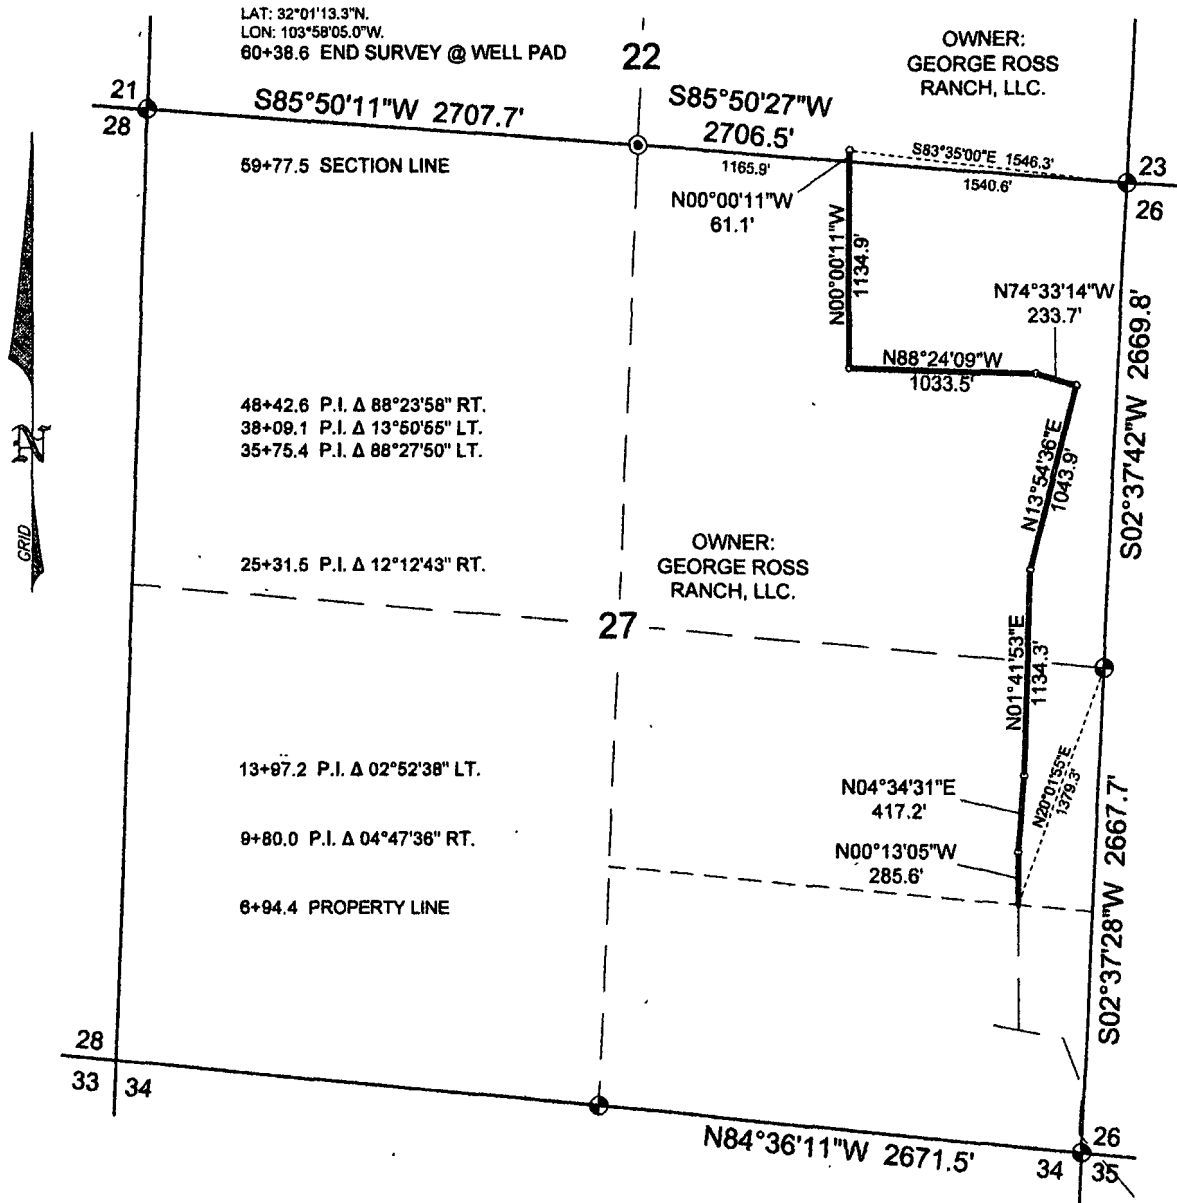 LAT: 32°01'13.3"N.
LON: 103°58'05.0"W.
60+38.6 END SURVEY @ WELL PAD
22
OWNER:
GEORGE ROSS
RANCH, LLC.
21
28
S85°50'11"W 2707.7'
S85°50'27"W
2706.5'
1165.9'
S83°35'00"E 1546.3'
1540.6'
23
26
59+77.5 SECTION LINE
N00°00'11"W
61.1'
N00°00'11"W
1134.9'
N74°33'14"W
233.7'
N88°24'09"W
1033.5'
S02°37'42"W 2669.8'
48+42.6 P.I. Δ 88°23'58" RT.
38+09.1 P.I. Δ 13°50'55" LT.
35+75.4 P.I. Δ 88°27'50" LT.
N13°54'36"E
1043.9'
GRID
25+31.5 P.I. Δ 12°12'43" RT.
OWNER:
GEORGE ROSS
RANCH, LLC.
27
N01°41'53"E
1134.3'
13+97.2 P.I. Δ 02°52'38" LT.
N04°34'31"E
417.2'
N20°01'55"E
1379.3'
S02°37'28"W 2667.7'
9+80.0 P.I. Δ 04°47'36" RT.
N00°13'05"W
285.6'
6+94.4 PROPERTY LINE
28
33
34
N84°36'11"W 2671.5'
26
34
35